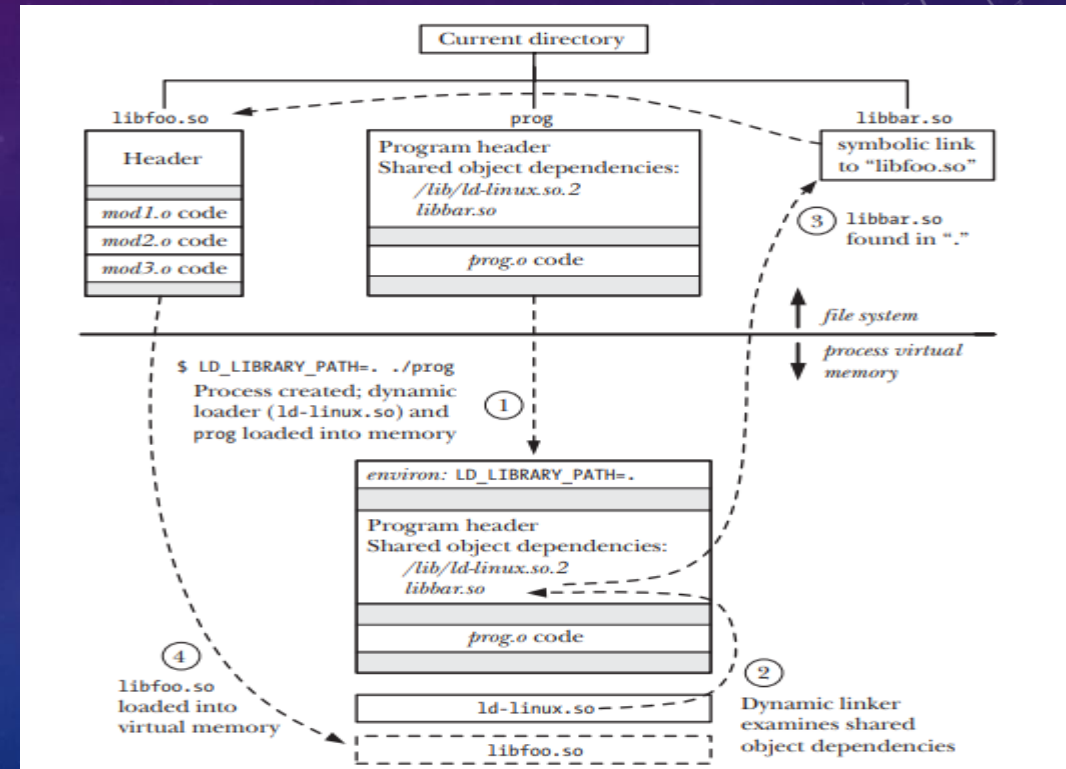 Current directory
libfoo.so
prog
libbar.so
Header
mod1.o code
mod2.o code
mod3.o code
Program header
Shared object dependencies:
/lib/ld-linux.so.2
libbar.so
prog.o code
symbolic link
to “libfoo.so”
3 libbar.so
found in “.”
file system
process virtual
memory
$ LD_LIBRARY_PATH=. ./prog
Process created; dynamic
loader (ld-linux.so) and
prog loaded into memory
1
environ: LD_LIBRARY_PATH=.
Program header
Shared object dependencies:
/lib/ld-linux.so.2
libbar.so
prog.o code
4
libfoo.so
loaded into
virtual memory
2
Dynamic linker
examines shared
object dependencies
ld-linux.so
libfoo.so